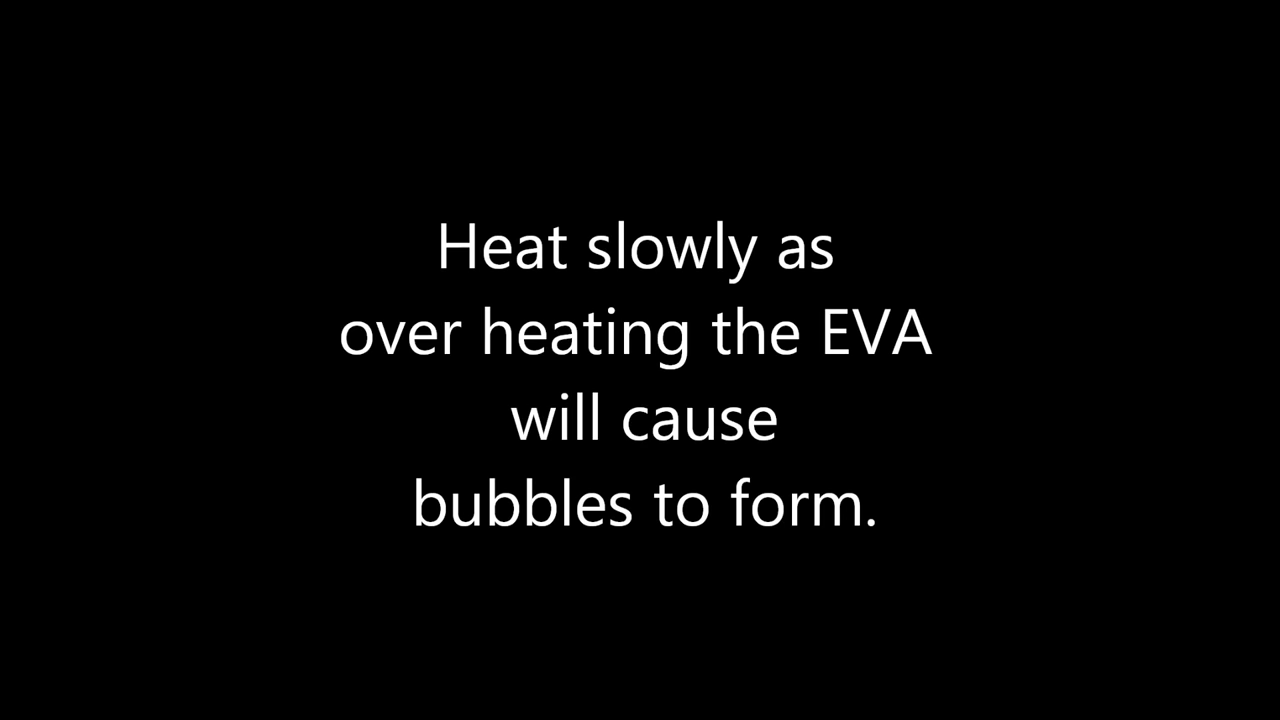 Heat slowly as
over heating the EVA
will cause
bubbles to form.